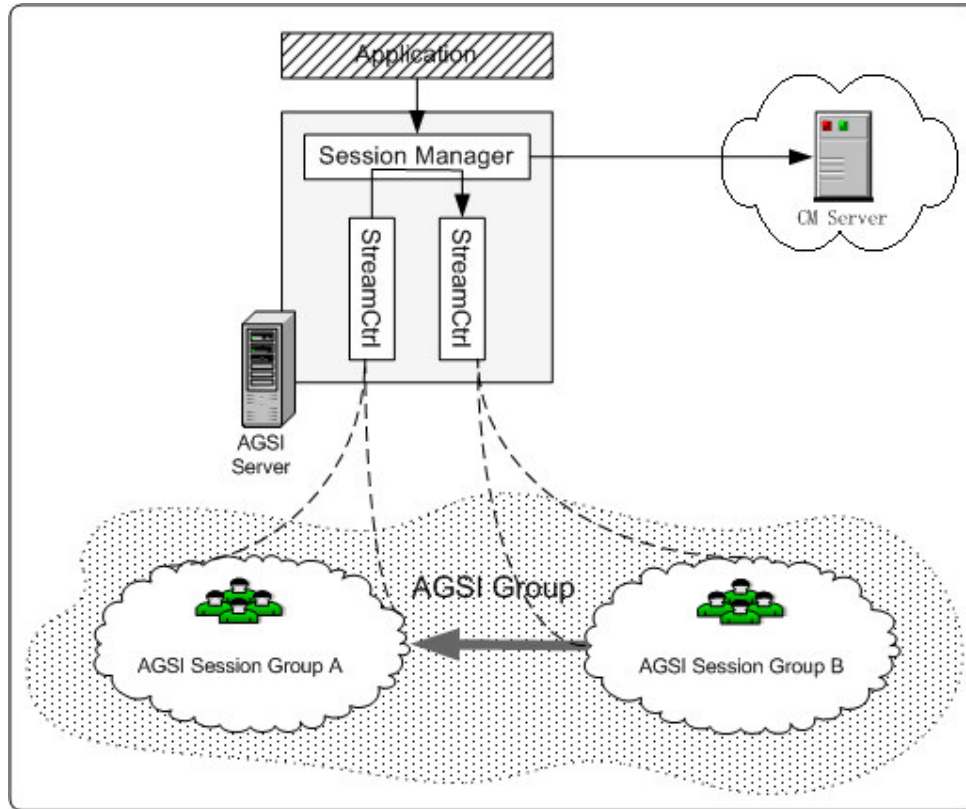 Application
Session Manager
CM Server
StreamCtrl
StreamCtrl
AGSI
Server
AGSI Group
AGSI Session Group A
AGSI Session Group B